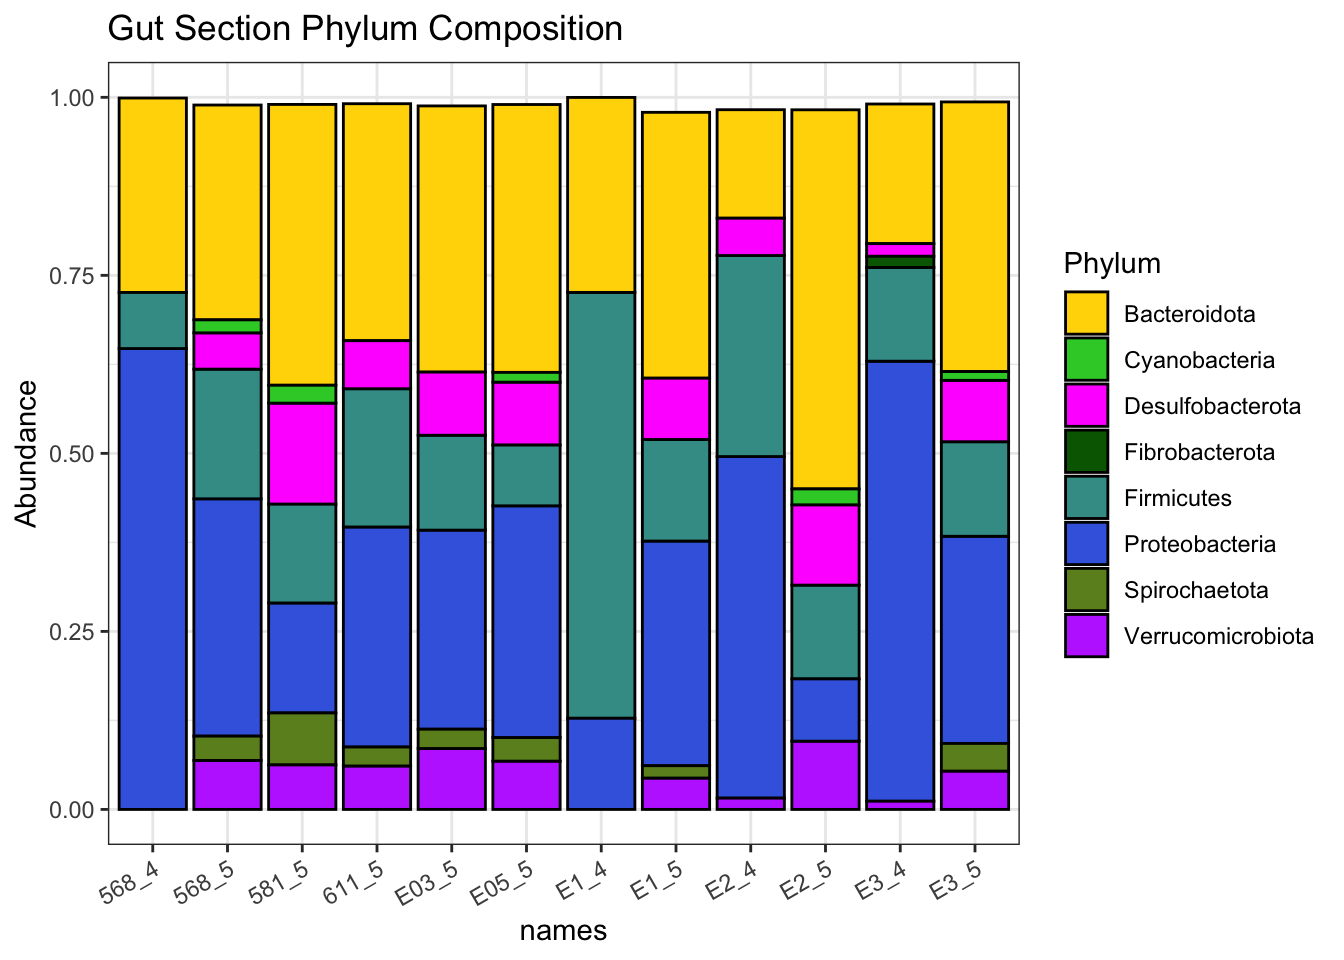 Gut Section Phylum Composition
Abundance
1.00
0.75
0.50
0.25
0.00
568_4
568_5
581_5
611_5
E03_5
E05_5
E1_4
E1_5
E2_4
E2_5
E3_4
E3_5
names
Phylum
Bacteroidota
Cyanobacteria
Desulfobacterota
Fibrobacterota
Firmicutes
Proteobacteria
Spirochaetota
Verrucomicrobiota